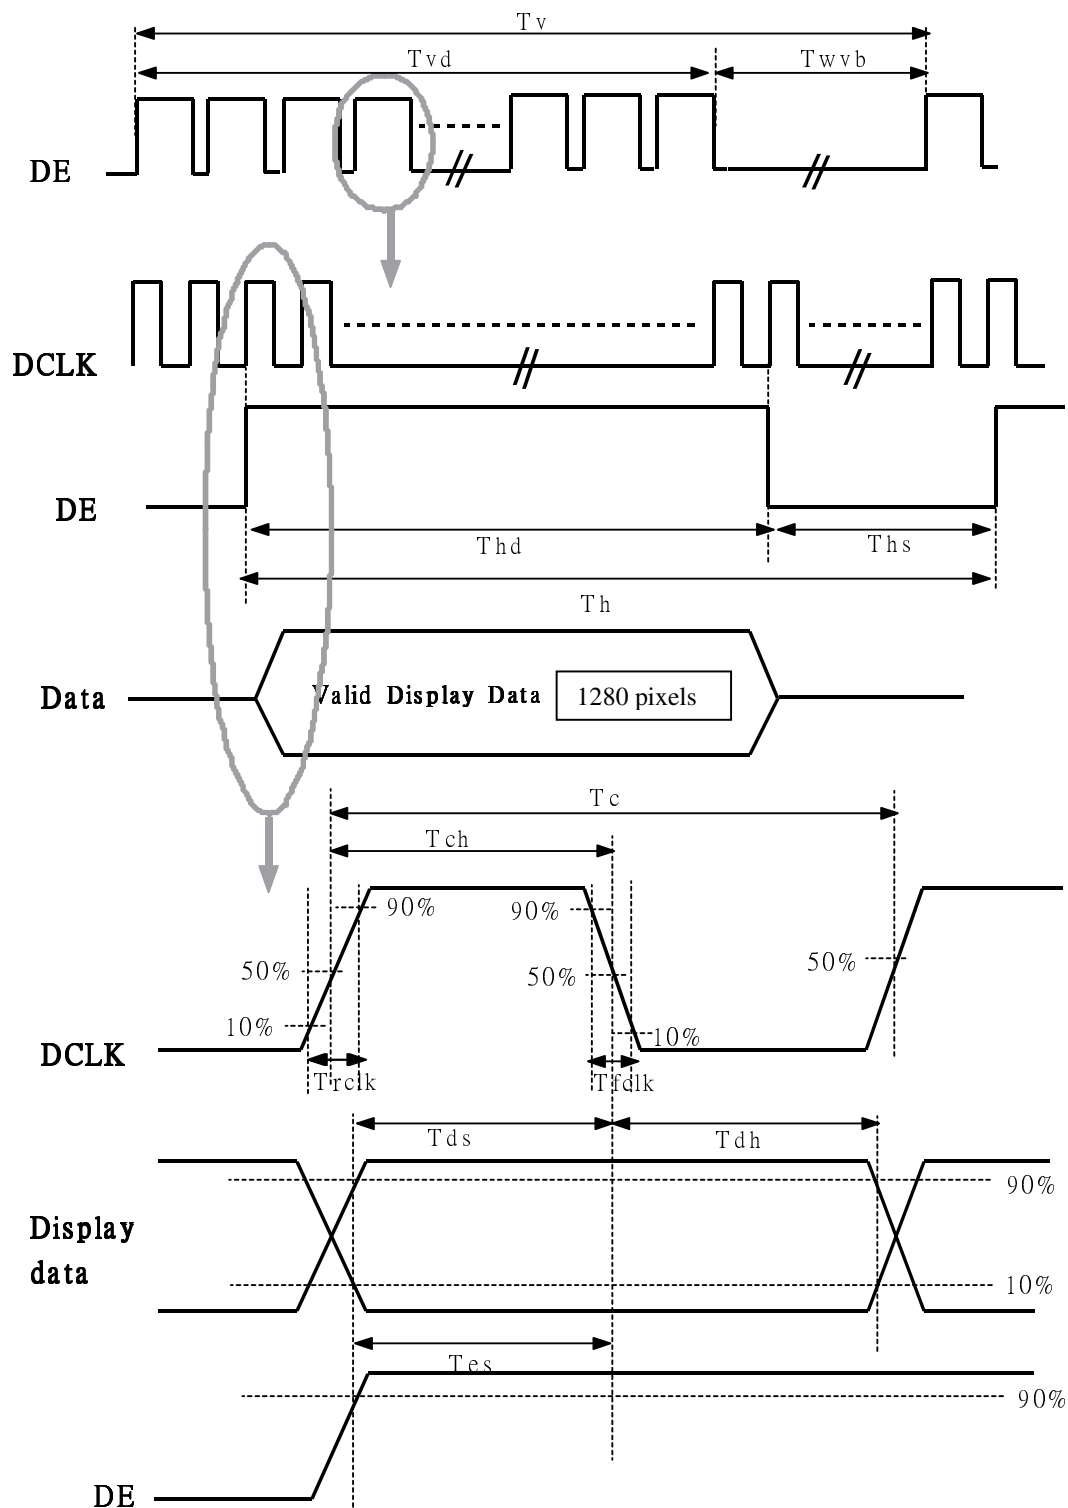 Tv
Tvd Twvb
DE
DCLK
DE
Thd Ths
Th
Data Valid Display Data 1280 pixels
Tc
Tch
90% 90%
50% 50% 50%
10% 10%
DCLK
Trclk Tfclk
Tds Tdh
90%
Display
data
10%
Tes
90%
DE